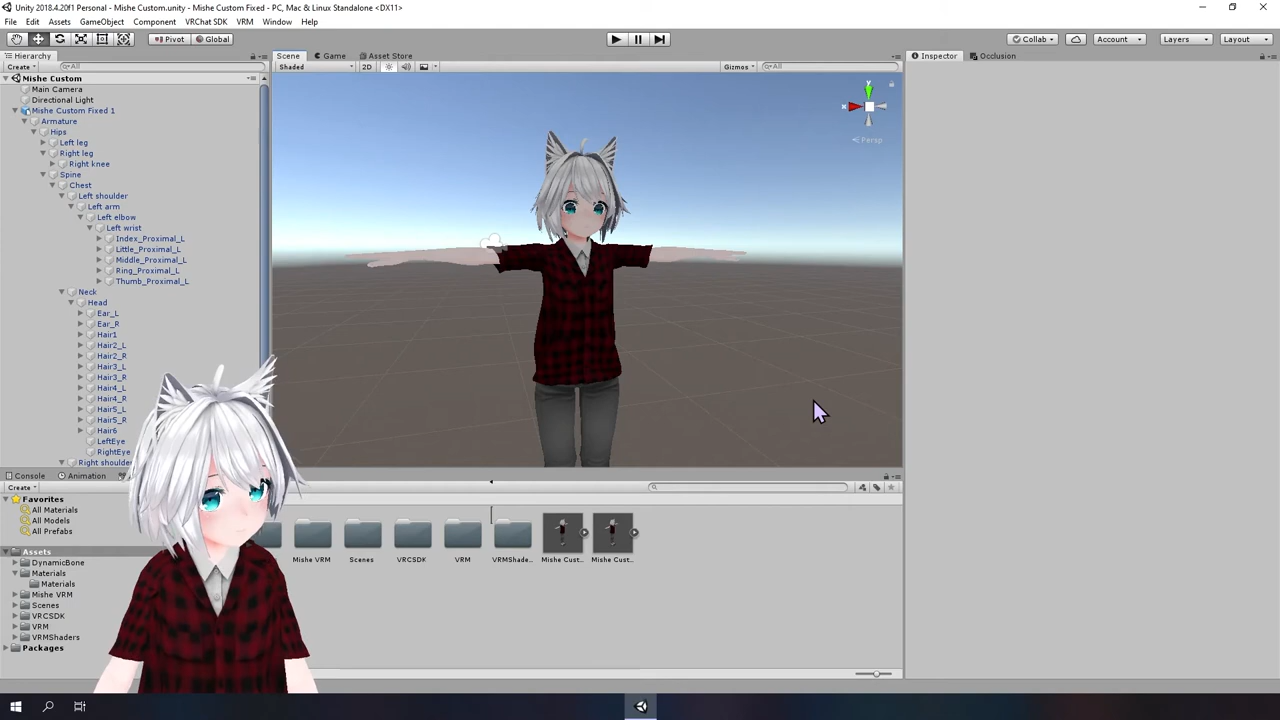 Unity 2018.4.20f1 Personal - Mishe Custom.unity - Mishe Custom Fixed - PC, Mac & Linux Standalone <DX11>
File Edit Assets GameObject Component VRChat SDK VRM Window Help
Pivot Global Collab Account Layers Layout
Hierarchy Scene Game Asset Store Inspector Occlusion
Create All Shaded 2D Gizmos All
Mishe Custom
Main Camera
Directional Light
Mishe Custom Fixed 1
Armature
Hips
Left leg
Right leg
Right knee
Spine
Chest
Left shoulder
Left arm
Left elbow
Left wrist
Index_Proximal_L
Little_Proximal_L
Middle_Proximal_L
Ring_Proximal_L
Thumb_Proximal_L
Neck
Head
Ear_L
Ear_R
Hair1
Hair2_L
Hair2_R
Hair3_L
Hair3_R
Hair4_L
Hair4_R
Hair5_L
Hair5_R
Hair6
LeftEye
RightEye
Right shoulder
y
x
Persp
Console Animation
Create
Favorites
All Materials
All Models
All Prefabs
Assets
DynamicBone
Materials
Materials
Mishe VRM
Scenes
VRCSDK
VRM
VRMShaders
Packages
Mishe VRM Scenes VRCSDK VRM VRMShade... Mishe Cust... Mishe Cust...